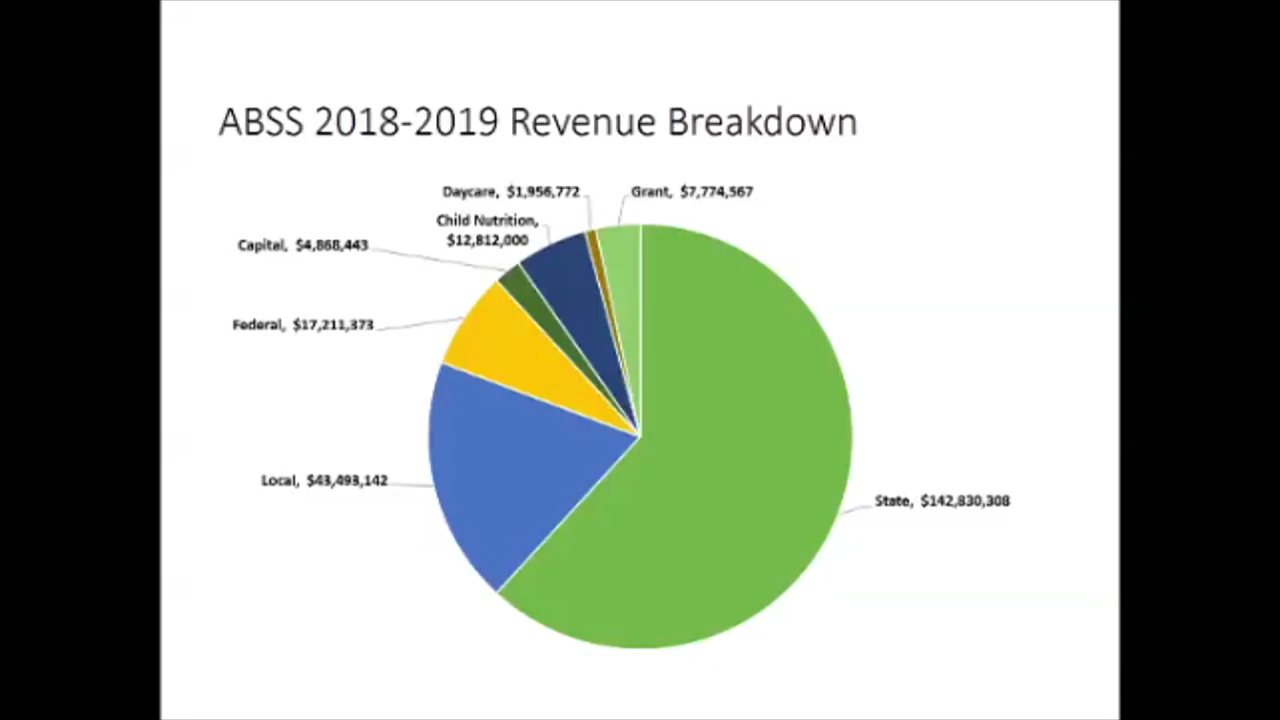 ABSS 2018-2019 Revenue Breakdown
Daycare, $1,956,772
Grant, $7,774,567
Child Nutrition,
$12,812,000
Capital, $4,868,443
Federal, $17,211,373
Local, $43,493,142
State, $142,830,308